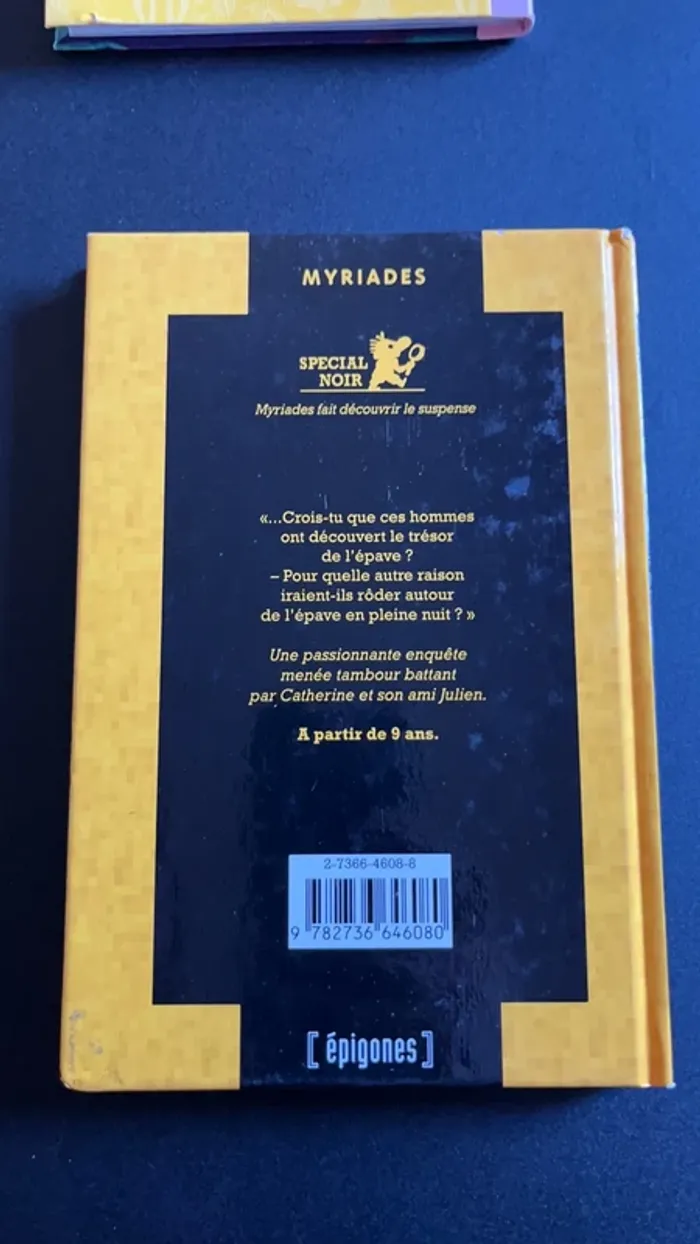 MYRIADES
SPECIAL
NOIR
Myriades fait découvrir le suspense
«...Crois-tu que ces hommes
ont découvert le trésor
de l'épave ?
– Pour quelle autre raison
iraient-ils rôder autour
de l'épave en pleine nuit ? »
Une passionnante enquête
menée tambour battant
par Catherine et son ami Julien.
A partir de 9 ans.
2-7366-4608-8
9 782736 646080
[épigones]